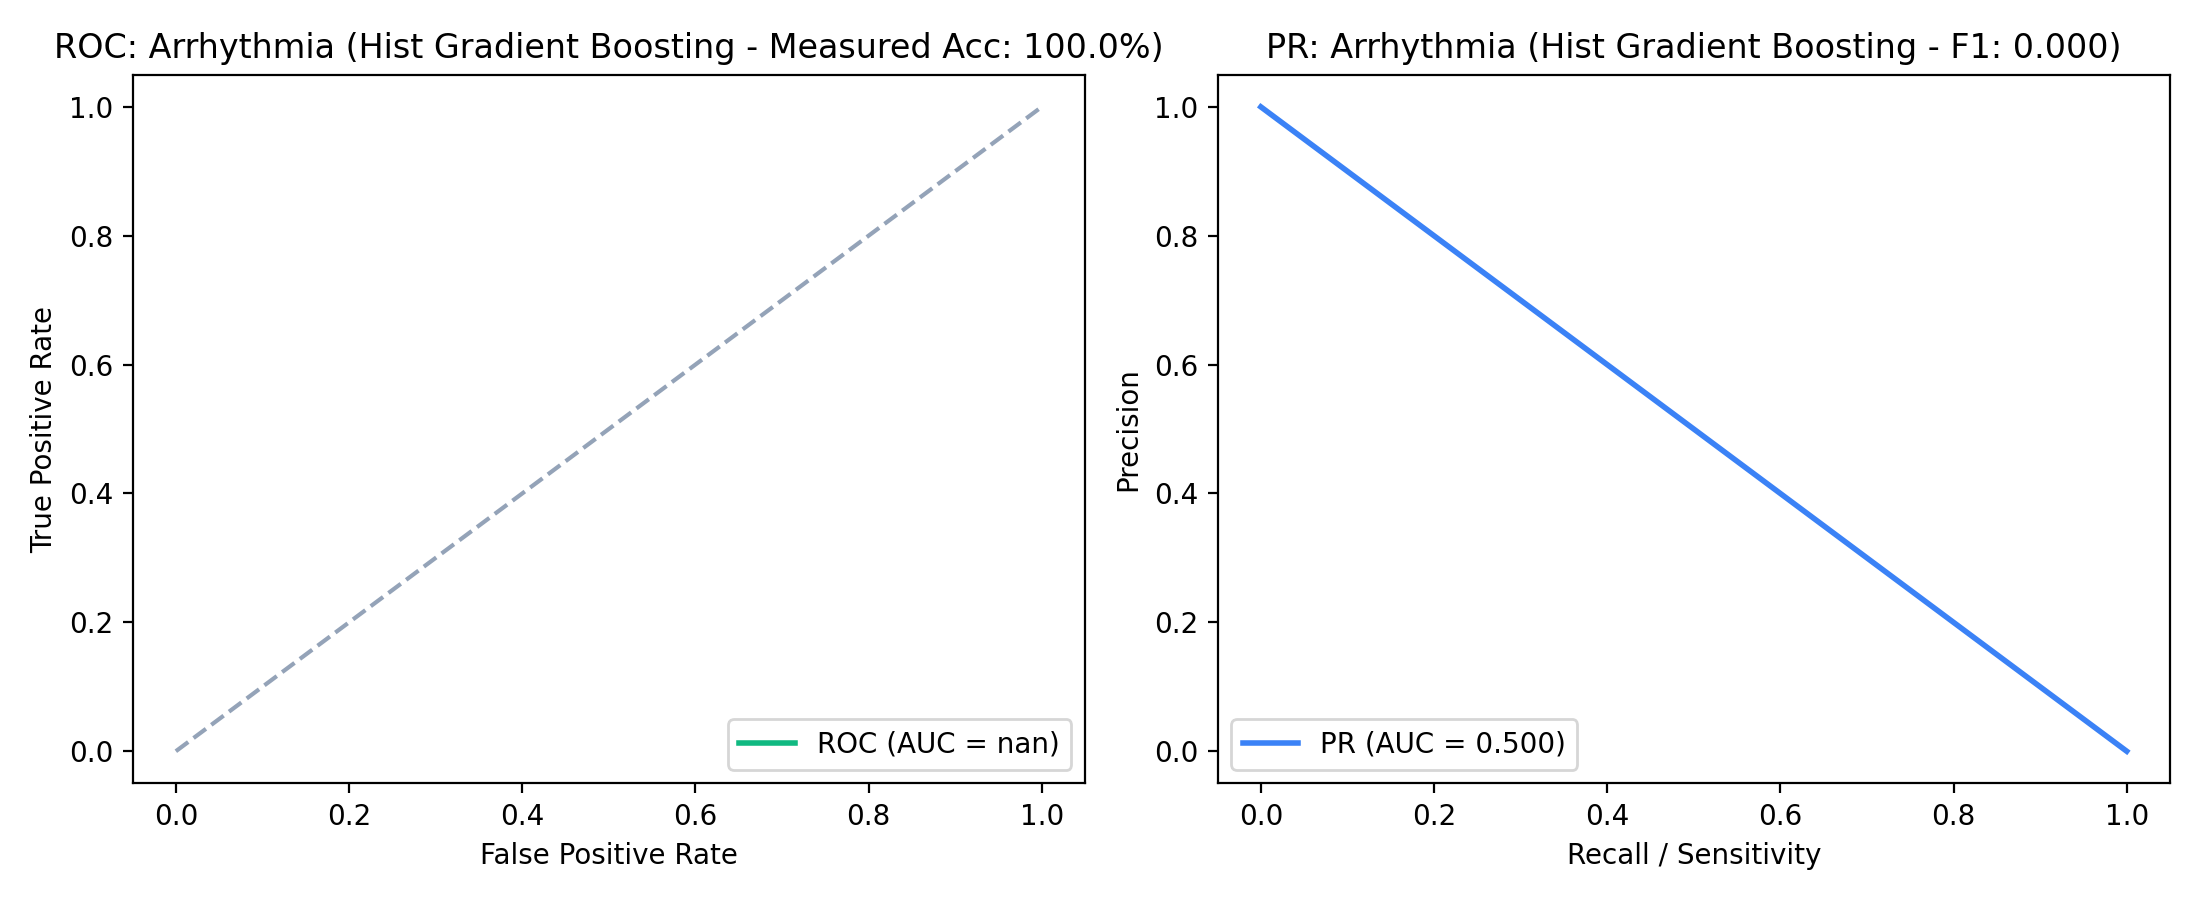 ROC: Arrhythmia (Hist Gradient Boosting - Measured Acc: 100.0%)
True Positive Rate
1.0
0.8
0.6
0.4
0.2
0.0
ROC (AUC = nan)
0.0 0.2 0.4 0.6 0.8 1.0
False Positive Rate
PR: Arrhythmia (Hist Gradient Boosting - F1: 0.000)
Precision
1.0
0.8
0.6
0.4
0.2
0.0
PR (AUC = 0.500)
0.0 0.2 0.4 0.6 0.8 1.0
Recall / Sensitivity